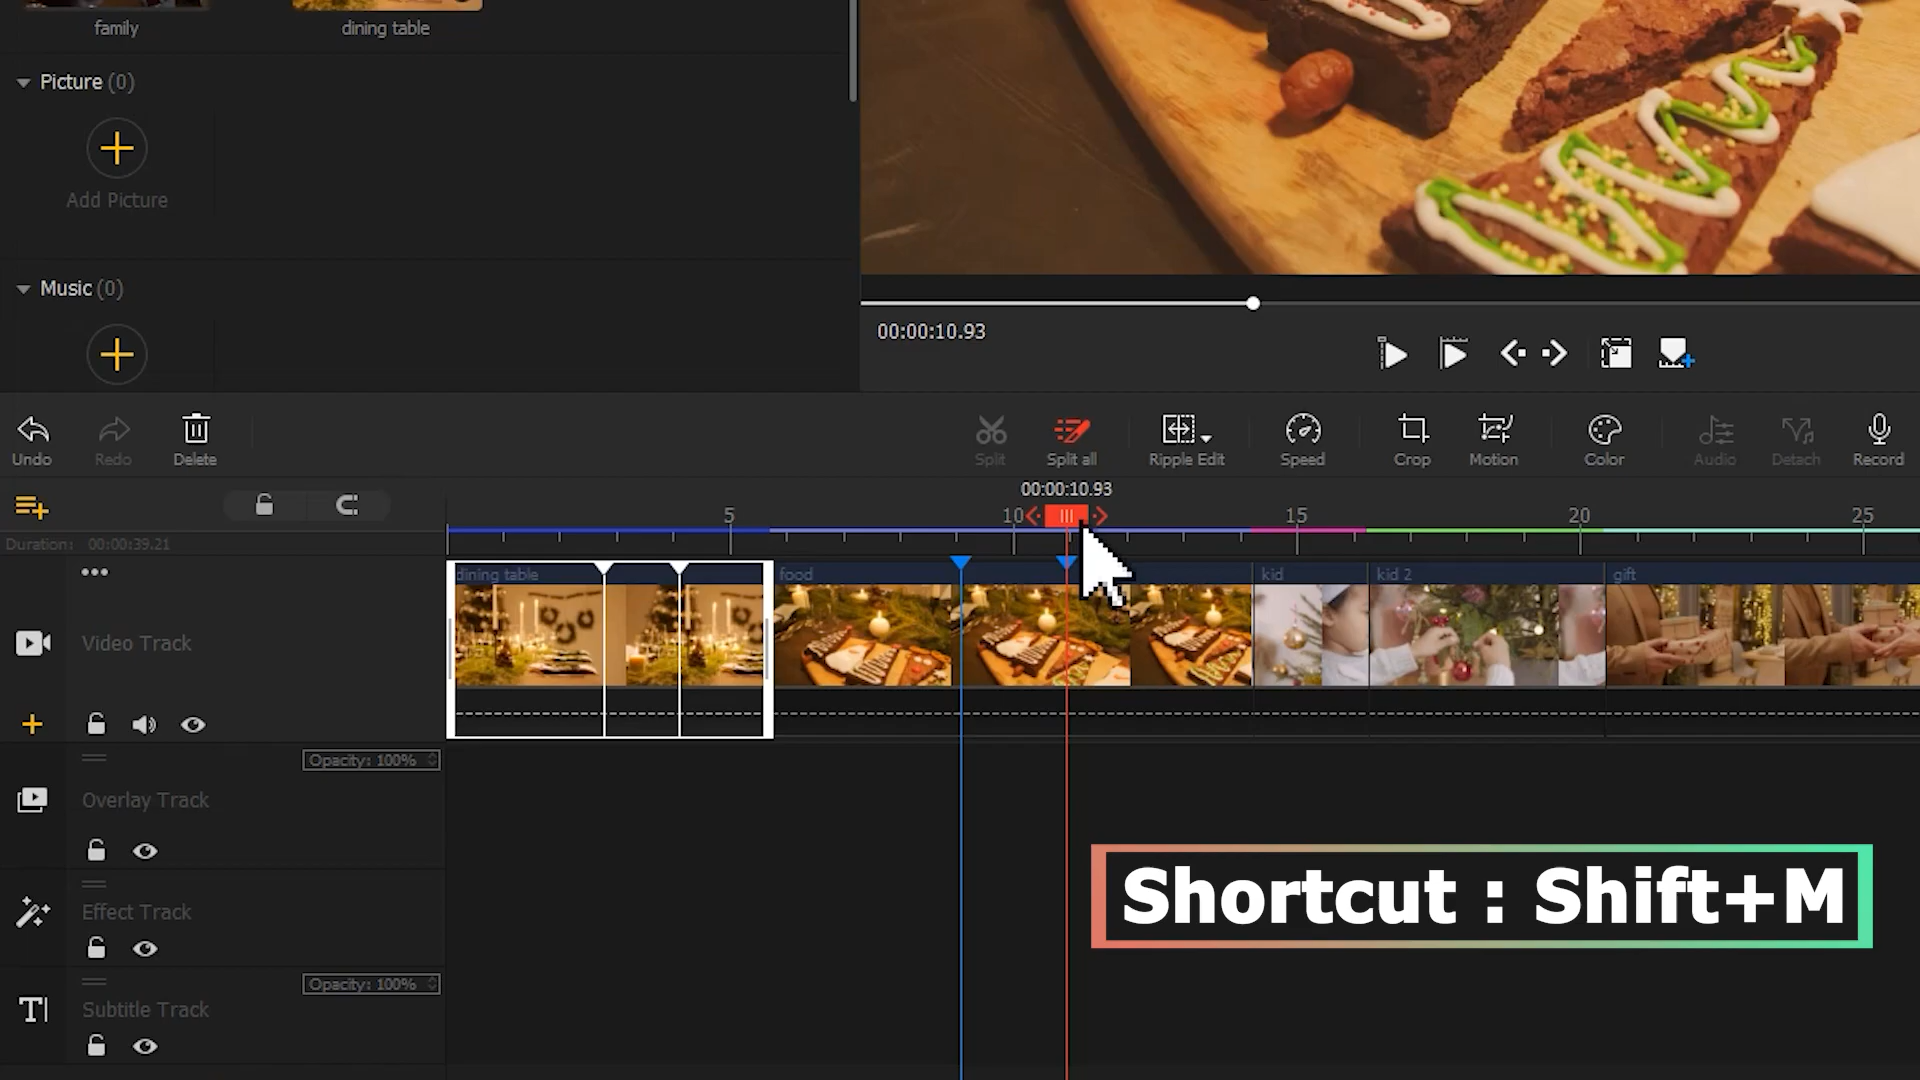 family
dining table
Picture (0)
Add Picture
Music (0)
00:00:10.93
Undo
Redo
Delete
Split
Split all
Ripple Edit
Speed
Crop
Motion
Color
Audio
Detach
Record
00:00:10.93
5
10
15
20
25
Duration: 00:00:39.21
dining table
food
kid
kid 2
gift
Video Track
Opacity: 100%
Overlay Track
Shortcut : Shift+M
Effect Track
Opacity: 100%
Subtitle Track